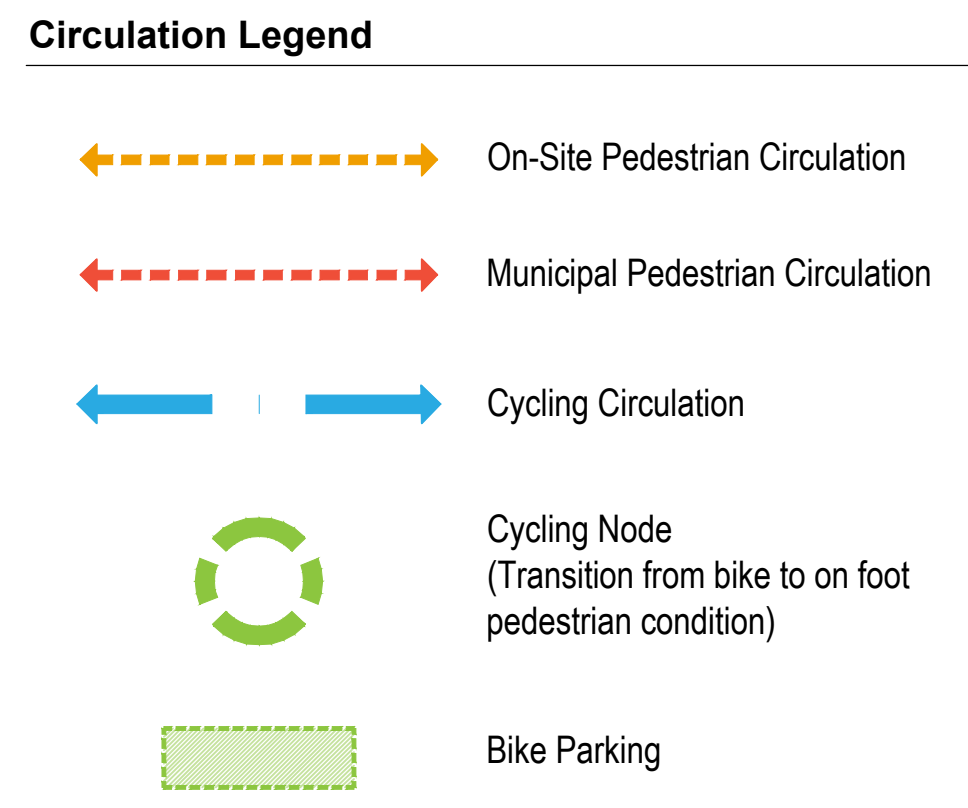 Circulation Legend
On-Site Pedestrian Circulation
Municipal Pedestrian Circulation
Cycling Circulation
Cycling Node
(Transition from bike to on foot
pedestrian condition)
Bike Parking